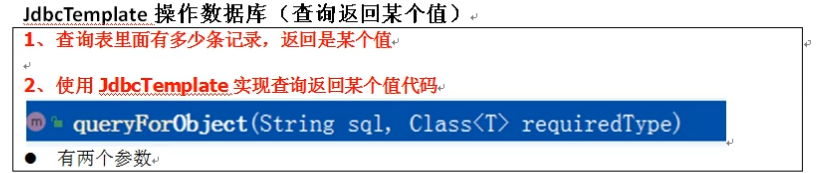 JdbcTemplate 操作数据库（查询返回某个值）
1、查询表里面有多少条记录，返回是某个值
2、使用 JdbcTemplate 实现查询返回某个值代码
m queryForObject(String sql, Class<T> requiredType)
● 有两个参数